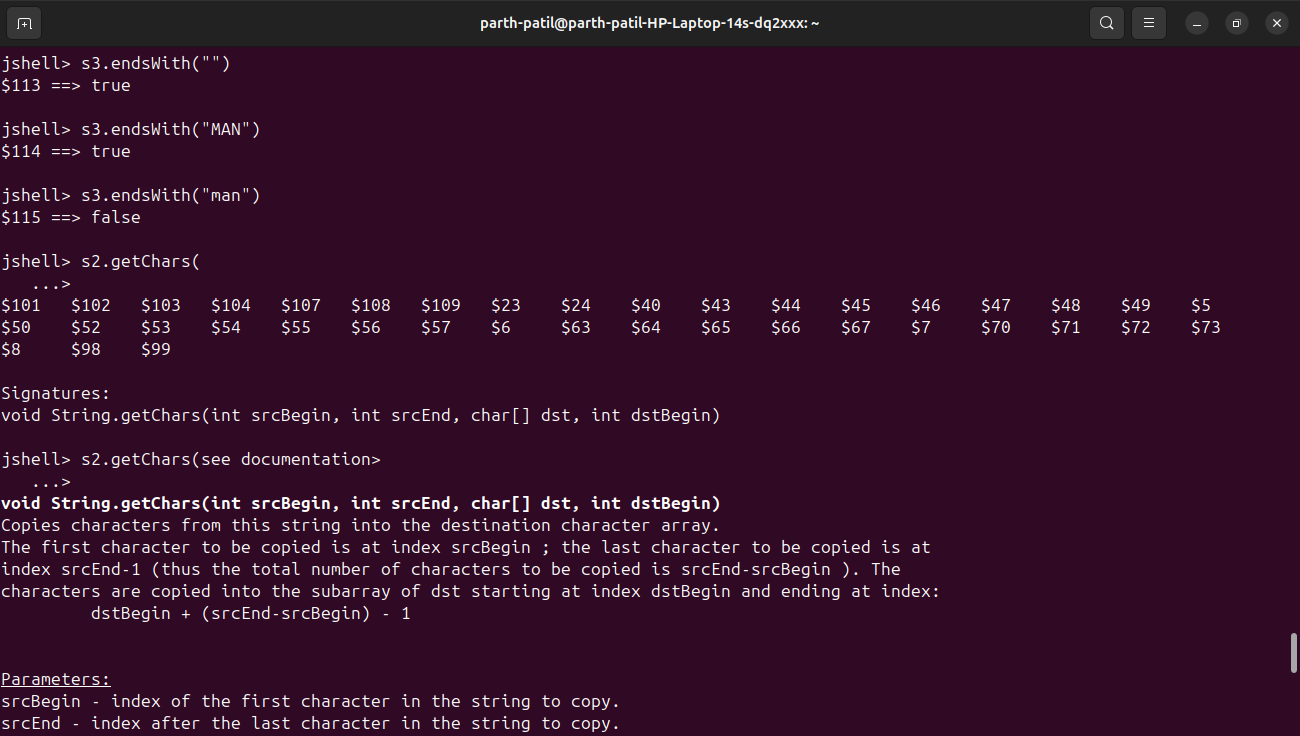 parth-patil@parth-patil-HP-Laptop-14s-dq2xxx: ~
jshell> s3.endsWith("")
$113 ==> true
jshell> s3.endsWith("MAN")
$114 ==> true
jshell> s3.endsWith("man")
$115 ==> false
jshell> s2.getChars(
...>
$101 $102 $103 $104 $107 $108 $109 $23 $24 $40 $43 $44 $45 $46 $47 $48 $49 $5
$50 $52 $53 $54 $55 $56 $57 $6 $63 $64 $65 $66 $67 $7 $70 $71 $72 $73
$8 $98 $99
Signatures:
void String.getChars(int srcBegin, int srcEnd, char[] dst, int dstBegin)
jshell> s2.getChars(see documentation>
...>
void String.getChars(int srcBegin, int srcEnd, char[] dst, int dstBegin)
Copies characters from this string into the destination character array.
The first character to be copied is at index srcBegin ; the last character to be copied is at
index srcEnd-1 (thus the total number of characters to be copied is srcEnd-srcBegin ). The
characters are copied into the subarray of dst starting at index dstBegin and ending at index:
dstBegin + (srcEnd-srcBegin) - 1
Parameters:
srcBegin - index of the first character in the string to copy.
srcEnd - index after the last character in the string to copy.